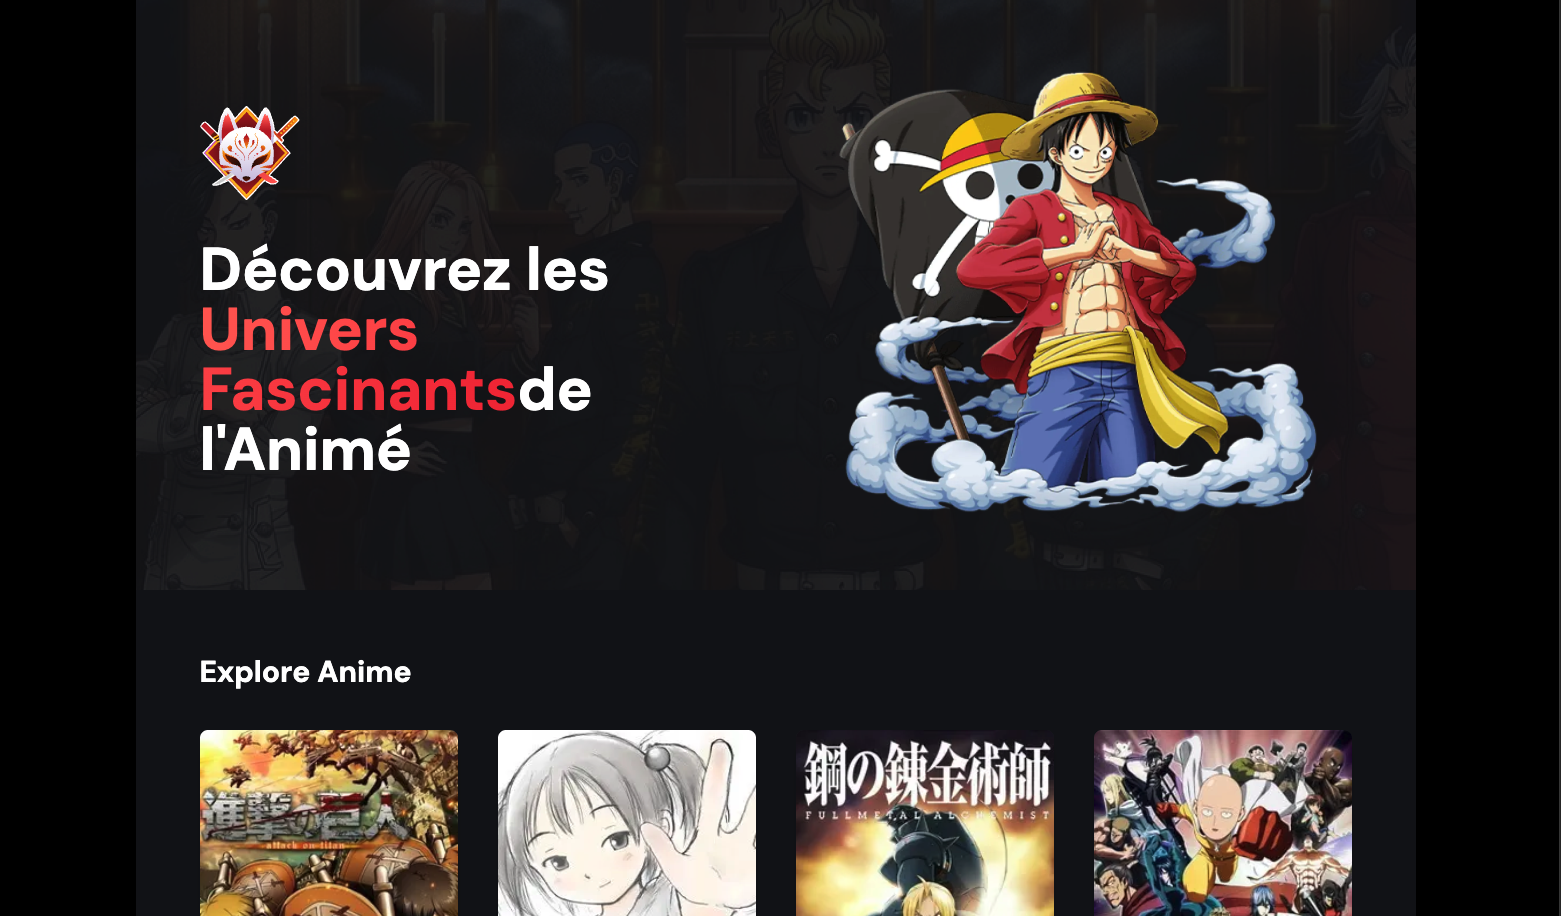 Découvrez les
Univers
Fascinantsde
l'Animé
Explore Anime
進撃の巨人
attack on titan
鋼の錬金術師
FULLMETAL ALCHEMIST